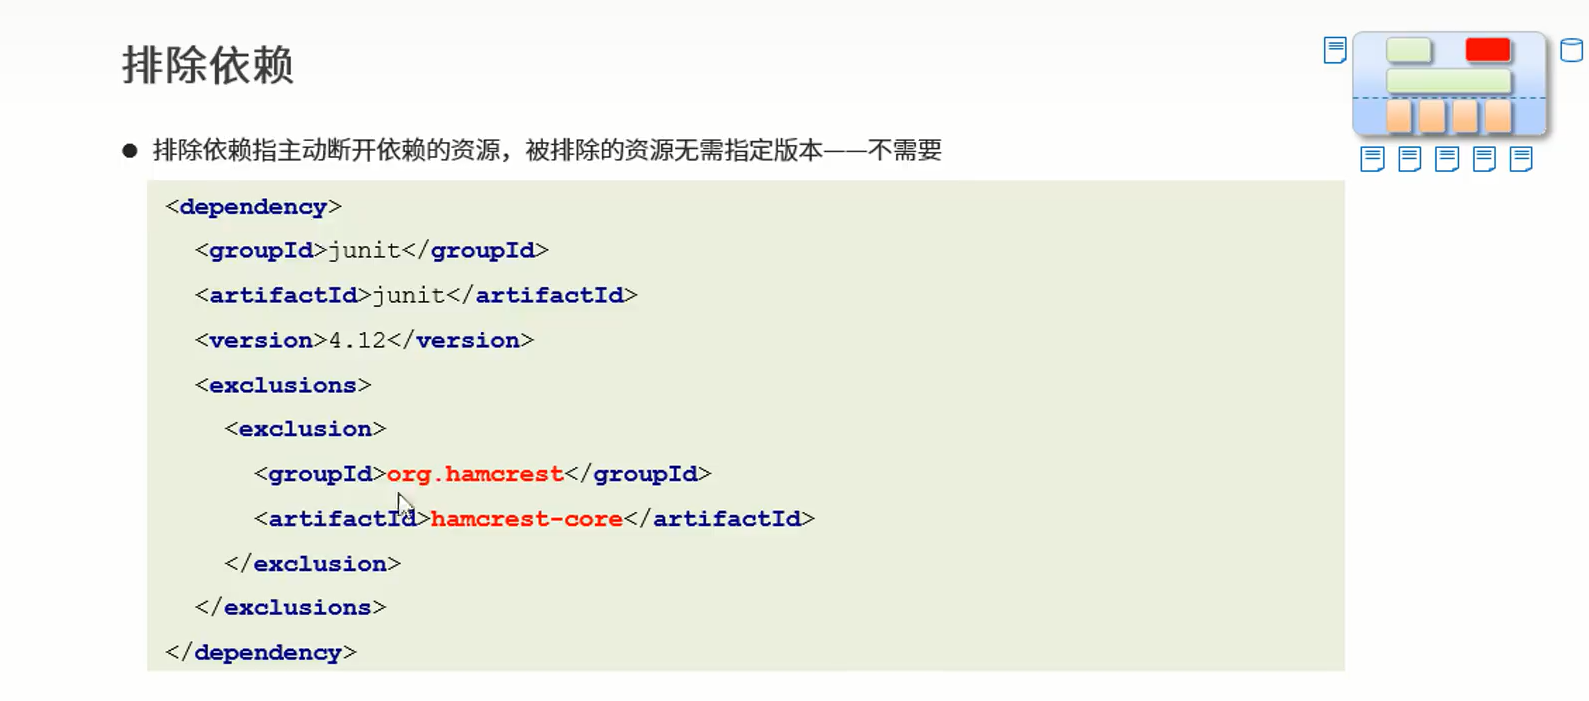 排除依赖
● 排除依赖指主动断开依赖的资源，被排除的资源无需指定版本——不需要
<dependency>
<groupId>junit</groupId>
<artifactId>junit</artifactId>
<version>4.12</version>
<exclusions>
<exclusion>
<groupId>org.hamcrest</groupId>
<artifactId>hamcrest-core</artifactId>
</exclusion>
</exclusions>
</dependency>